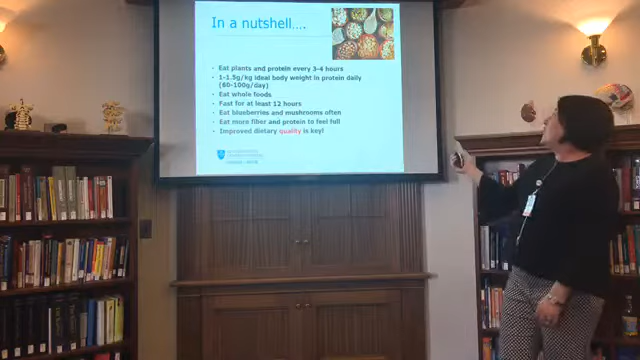 In a nutshell….
• Eat plants and protein every 3-4 hours
• 1-1.5g/kg ideal body weight in protein daily
(60-100g/day)
• Eat whole foods
• Fast for at least 12 hours
• Eat blueberries and mushrooms often
• Eat more fiber and protein to feel full
• Improved dietary quality is key!